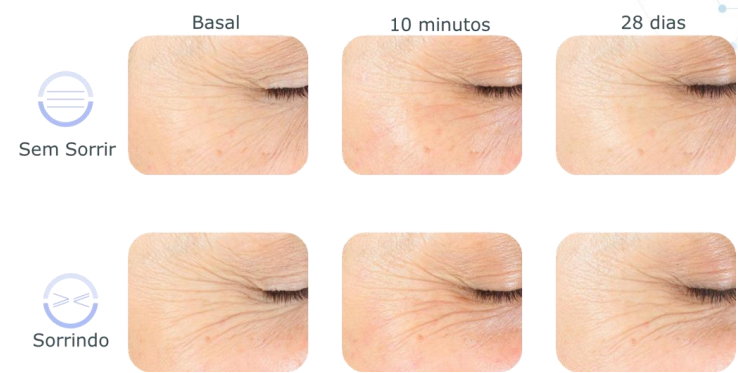 Basal
10 minutos
28 dias
Sem Sorrir
Sorrindo